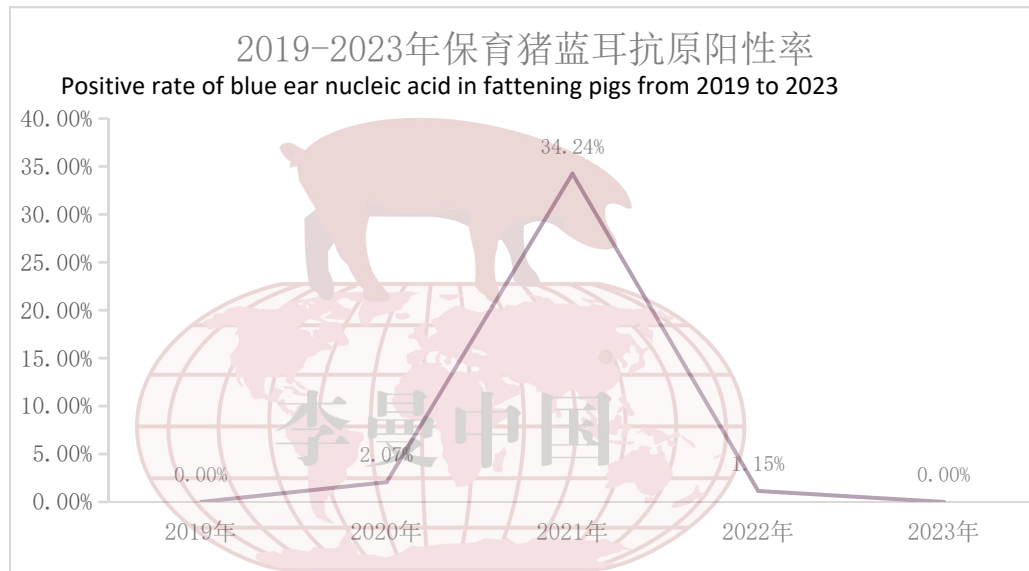 2019-2023年保育猪蓝耳抗原阳性率
Positive rate of blue ear nucleic acid in fattening pigs from 2019 to 2023
40.00%
34.24%
35.00%
30.00%
25.00%
20.00%
15.00%
10.00%
李曼中国
5.00%
0.00%
2.07%
1.15%
0.00%
0.00%
2019年
2020年
2021年
2022年
2023年